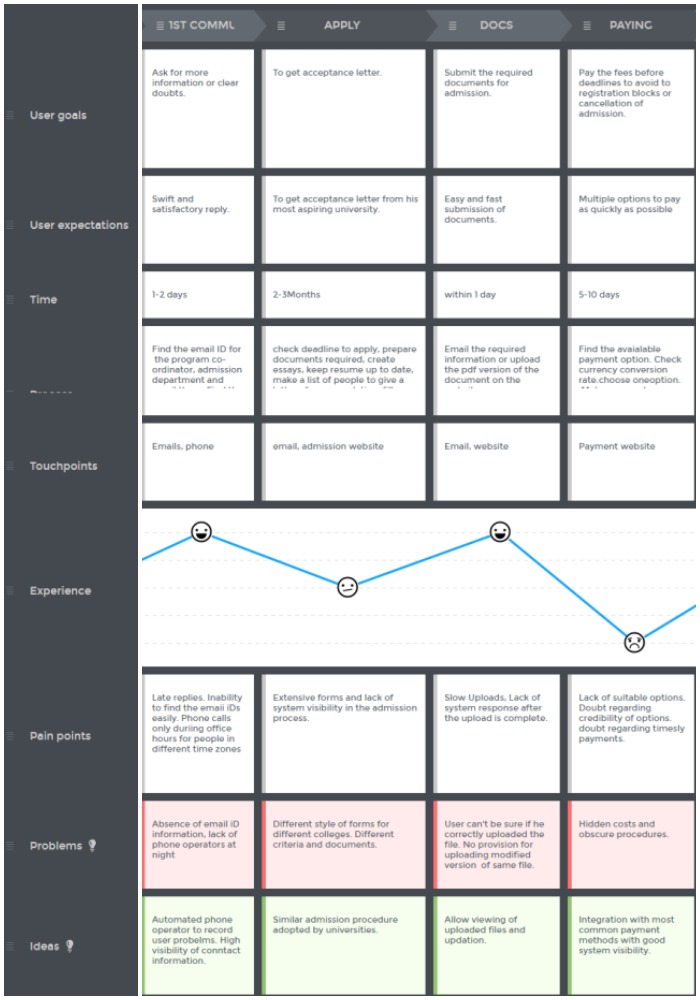 1ST COMMU
APPLY
DOCS
PAYING
User goals
Ask for more
information or clear
doubts.
To get acceptance letter.
Submit the required
documents for
admission.
Pay the fees before
deadlines to avoid to
registration blocks or
cancellation of
admission.
User expectations
Swift and
satisfactory reply.
To get acceptance letter from his
most aspiring university.
Easy and fast
submission of
documents.
Multiple options to pay
as quickly as possible
Time
1-2 days
2-3Months
within 1 day
5-10 days
Find the email ID for
the program co-
ordinator, admission
department and
check deadline to apply, prepare
documents required, create
essays, keep resume up to date,
make a list of people to give a
Email the required
information or upload
the pdf version of the
document on the
Find the avaialable
payment option. Check
currency conversion
rate.choose oneoption.
Touchpoints
Emails, phone
email, admission website
Email, website
Payment website
Experience
Pain points
Late replies. Inability
to find the email iDs
easily. Phone calls
only duriing office
hours for people in
different time zones
Extensive forms and lack of
system visibility in the admission
process.
Slow Uploads, Lack of
system response after
the upload is complete.
Lack of suitable options.
Doubt regarding
credibility of options.
doubt regarding timesly
payments.
Problems
Absence of email iD
information, lack of
phone operators at
night
Different style of forms for
different colleges. Different
criteria and documents.
User can't be sure if he
correctly uploaded the
file. No provision for
uploading modified
version of same file.
Hidden costs and
obscure procedures.
Ideas
Automated phone
operator to record
user probelms. High
visibility of conntact
information.
Similar admission procedure
adopted by universities.
Allow viewing of
uploaded files and
updation.
Integration with most
common payment
methods with good
system visibility.